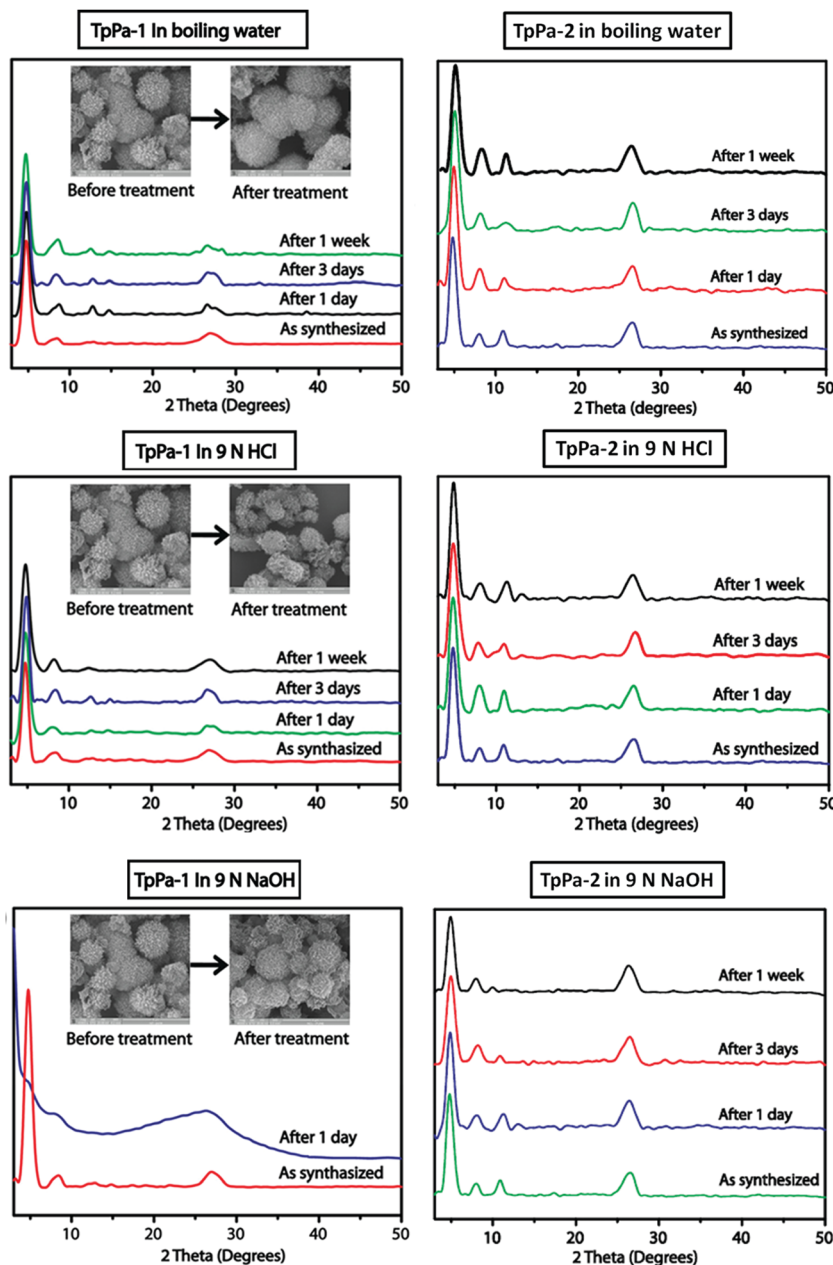 TpPa-1 In boiling water
Before treatment
After treatment
After 1 week
After 3 days
After 1 day
As synthesized
10 20 30 40 50
2 Theta (Degrees)
TpPa-2 in boiling water
After 1 week
After 3 days
After 1 day
As synthesized
10 20 30 40 50
2 Theta (degrees)
TpPa-1 In 9 N HCl
Before treatment
After treatment
After 1 week
After 3 days
After 1 day
As synthasized
10 20 30 40 50
2 Theta (Degrees)
TpPa-2 in 9 N HCl
After 1 week
After 3 days
After 1 day
As synthesized
10 20 30 40 50
2 Theta (degrees)
TpPa-1 In 9 N NaOH
Before treatment
After treatment
After 1 day
As synthasized
10 20 30 40 50
2 Theta (Degrees)
TpPa-2 in 9 N NaOH
After 1 week
After 3 days
After 1 day
As synthesized
10 20 30 40 50
2 Theta (Degrees)